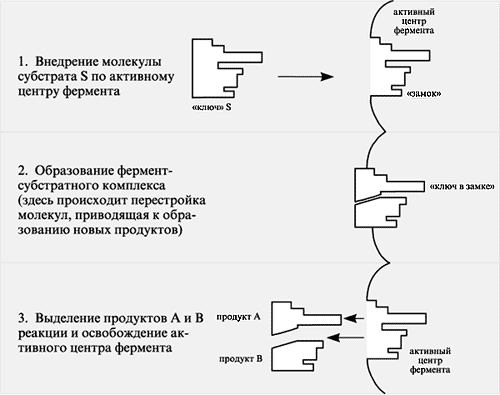 активный
центр
фермента
1. Внедрение молекулы
субстрата S по активному
центру фермента
«ключ» S
«замок»
2. Образование фермент-
субстратного комплекса
(здесь происходит перестройка
молекул, приводящая к обра-
зованию новых продуктов)
«ключ в замке»
3. Выделение продуктов А и В
реакции и освобождение ак-
тивного центра фермента
продукт А
продукт В
активный
центр
фермента